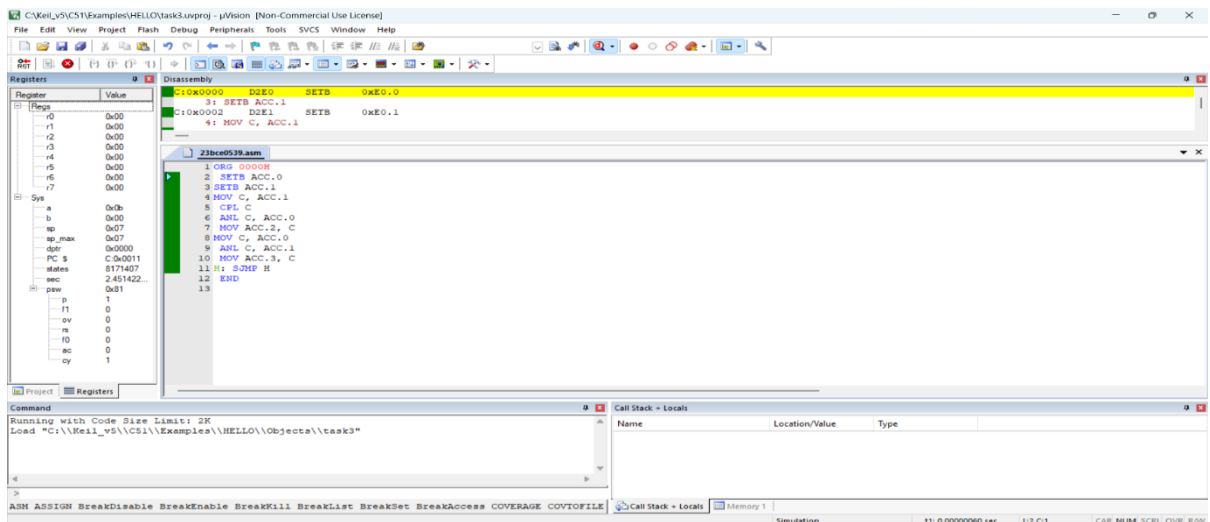 C:\Keil_v5\C51\Examples\HELLO\task3.uvproj - µVision [Non-Commercial Use License]
File Edit View Project Flash Debug Peripherals Tools SVCS Window Help
RST
Registers
Register Value
Regs
r0 0x00
r1 0x00
r2 0x00
r3 0x00
r4 0x00
r5 0x00
r6 0x00
r7 0x00
Sys
a 0x0b
b 0x00
sp 0x07
sp_max 0x07
dptr 0x0000
PC $ C:0x0011
states 8171407
sec 2.451422...
psw 0x81
p 1
f1 0
ov 0
rs 0
f0 0
ac 0
cy 1
Project Registers
Disassembly
C:0x0000 D2E0 SETB 0xE0.0
3: SETB ACC.1
C:0x0002 D2E1 SETB 0xE0.1
4: MOV C, ACC.1
23bce0539.asm
1 ORG 0000H
2 SETB ACC.0
3 SETB ACC.1
4 MOV C, ACC.1
5 CPL C
6 ANL C, ACC.0
7 MOV ACC.2, C
8 MOV C, ACC.0
9 ANL C, ACC.1
10 MOV ACC.3, C
11 H: SJMP H
12 END
13
Command
Running with Code Size Limit: 2K
Load "C:\\Keil_v5\\C51\\Examples\\HELLO\\Objects\\task3"
>
ASM ASSIGN BreakDisable BreakEnable BreakKill BreakList BreakSet BreakAccess COVERAGE COVTOFILE
Call Stack + Locals
Name Location/Value Type
Call Stack + Locals Memory 1
Simulation t1: 0.00000060 sec L:2 C:1 CAP NUM SCRL OVR R/W